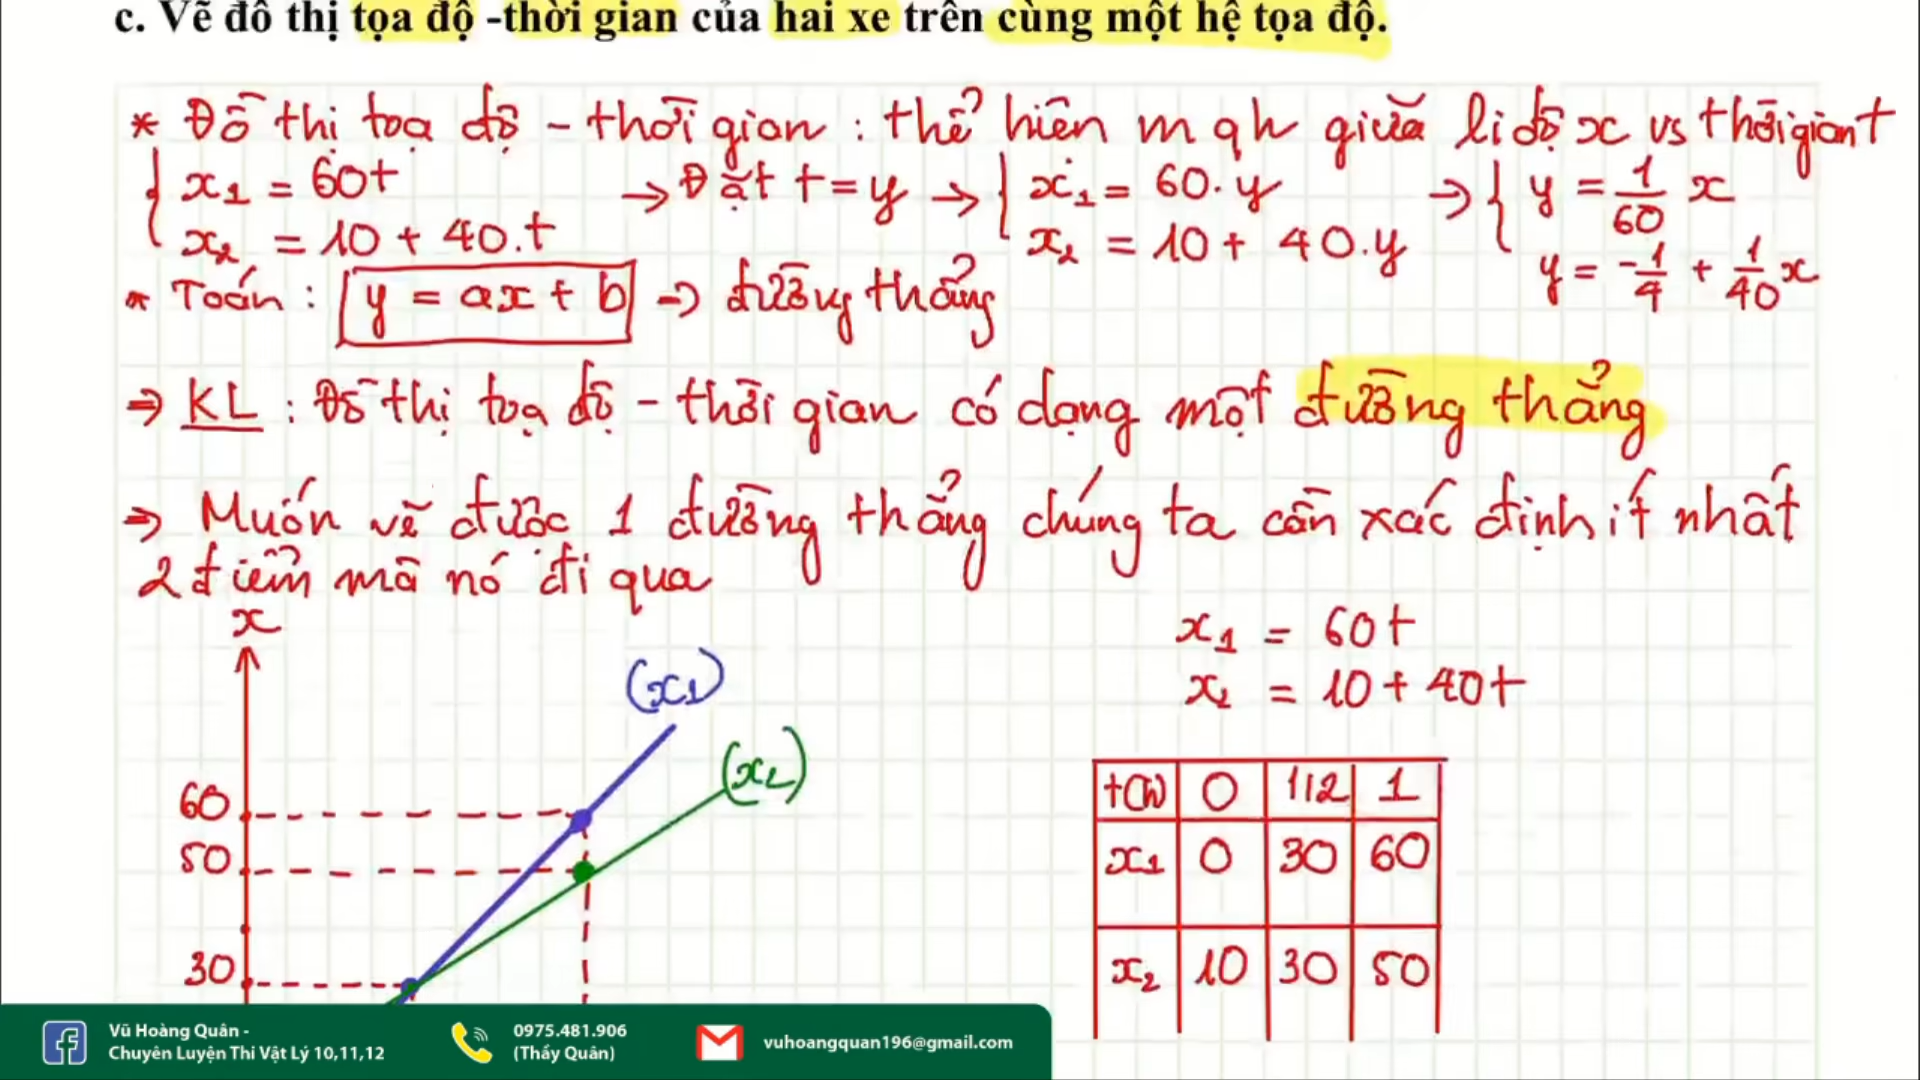 c. Vẽ đồ thị tọa độ -thời gian của hai xe trên cùng một hệ tọa độ.
* Đồ thị toạ độ - thời gian : thể hiện mqh giữa li độ x vs thời gian t
{ x1 = 60t → Đặt t = y → { x1 = 60.y → { y = 1/60 x
x2 = 10 + 40.t x2 = 10 + 40.y y = -1/4 + 1/40 x
* Toán : y = ax + b → đường thẳng
⇒ KL : Đồ thị toạ độ - thời gian có dạng một đường thẳng
⇒ Muốn vẽ được 1 đường thẳng chúng ta cần xác định ít nhất
2 điểm mà nó đi qua
x
(x1)
(x2)
60
50
30
x1 = 60t
x2 = 10 + 40t
t(h) 0 1/2 1
x1 0 30 60
x2 10 30 50
Vũ Hoàng Quân -
Chuyên Luyện Thi Vật Lý 10,11,12
0975.481.906
(Thầy Quân)
vuhoangquan196@gmail.com